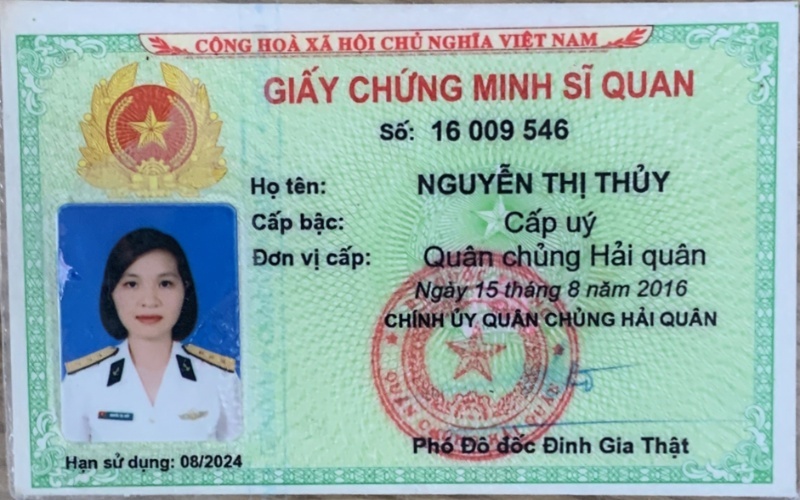 CỘNG HOÀ XÃ HỘI CHỦ NGHĨA VIỆT NAM
GIẤY CHỨNG MINH SĨ QUAN
Số: 16 009 546
Họ tên: NGUYỄN THỊ THỦY
Cấp bậc: Cấp uý
Đơn vị cấp: Quân chủng Hải quân
Ngày 15 tháng 8 năm 2016
CHÍNH ỦY QUÂN CHỦNG HẢI QUÂN
Phó Đô đốc Đinh Gia Thật
Hạn sử dụng: 08/2024